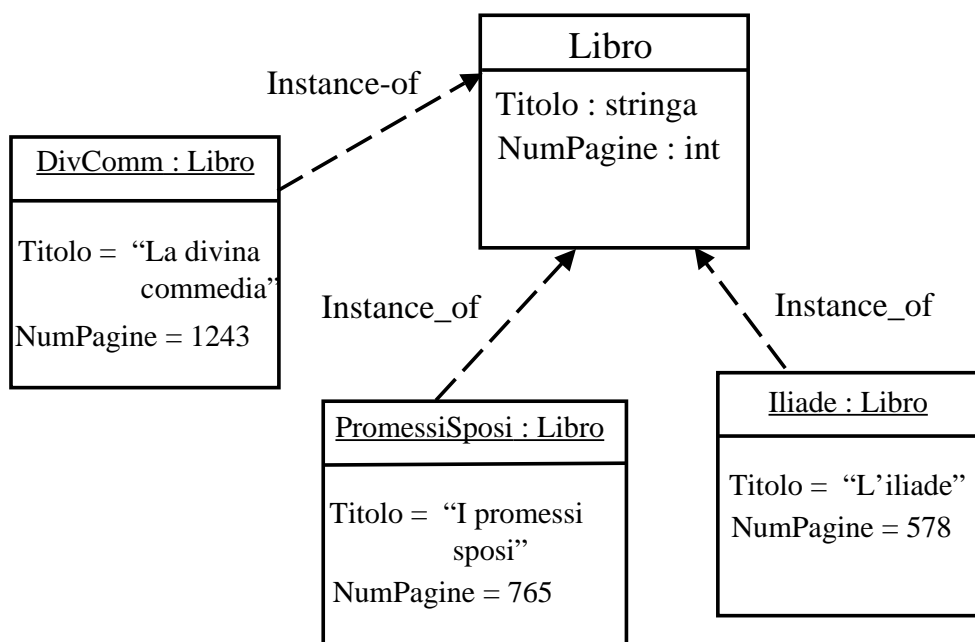 Libro
Titolo : stringa
NumPagine : int
Instance-of
DivComm : Libro
Titolo = “La divina
commedia”
NumPagine = 1243
Instance_of
Instance_of
PromessiSposi : Libro
Titolo = “I promessi
sposi”
NumPagine = 765
Iliade : Libro
Titolo = “L’iliade”
NumPagine = 578